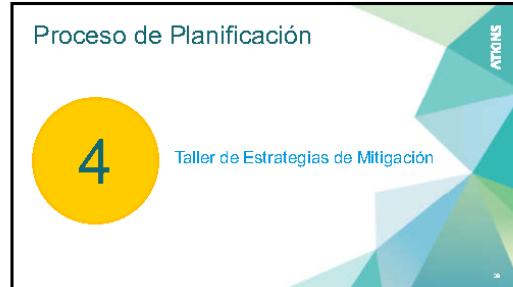 Proceso de Planificación
ATKINS
4
Taller de Estrategias de Mitigación